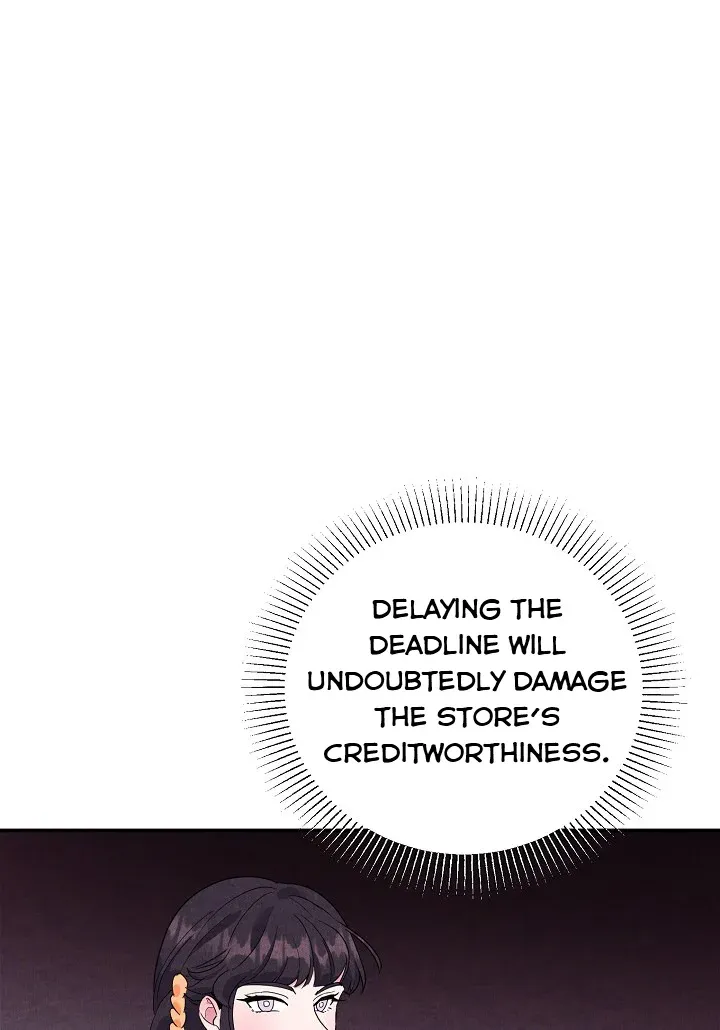 DELAYING THE
DEADLINE WILL
UNDOUBTEDLY DAMAGE
THE STORE'S
CREDITWORTHINESS.